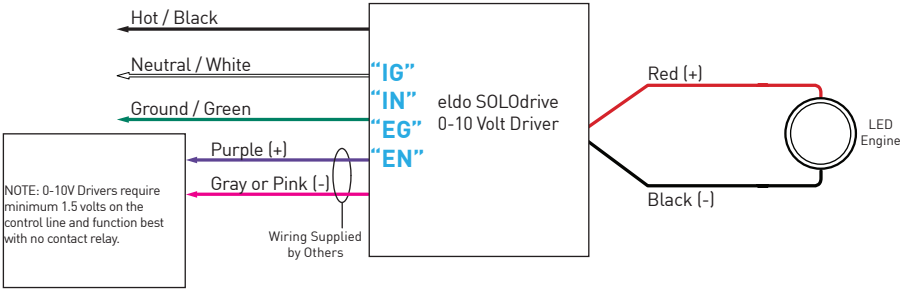 Hot / Black
Neutral / White
Ground / Green
Purple (+)
Gray or Pink (-)
NOTE: 0-10V Drivers require
minimum 1.5 volts on the
control line and function best
with no contact relay.
Wiring Supplied
by Others
“IG”
“IN”
“EG”
“EN”
eldo SOLOdrive
0-10 Volt Driver
Red (+)
Black (-)
LED
Engine